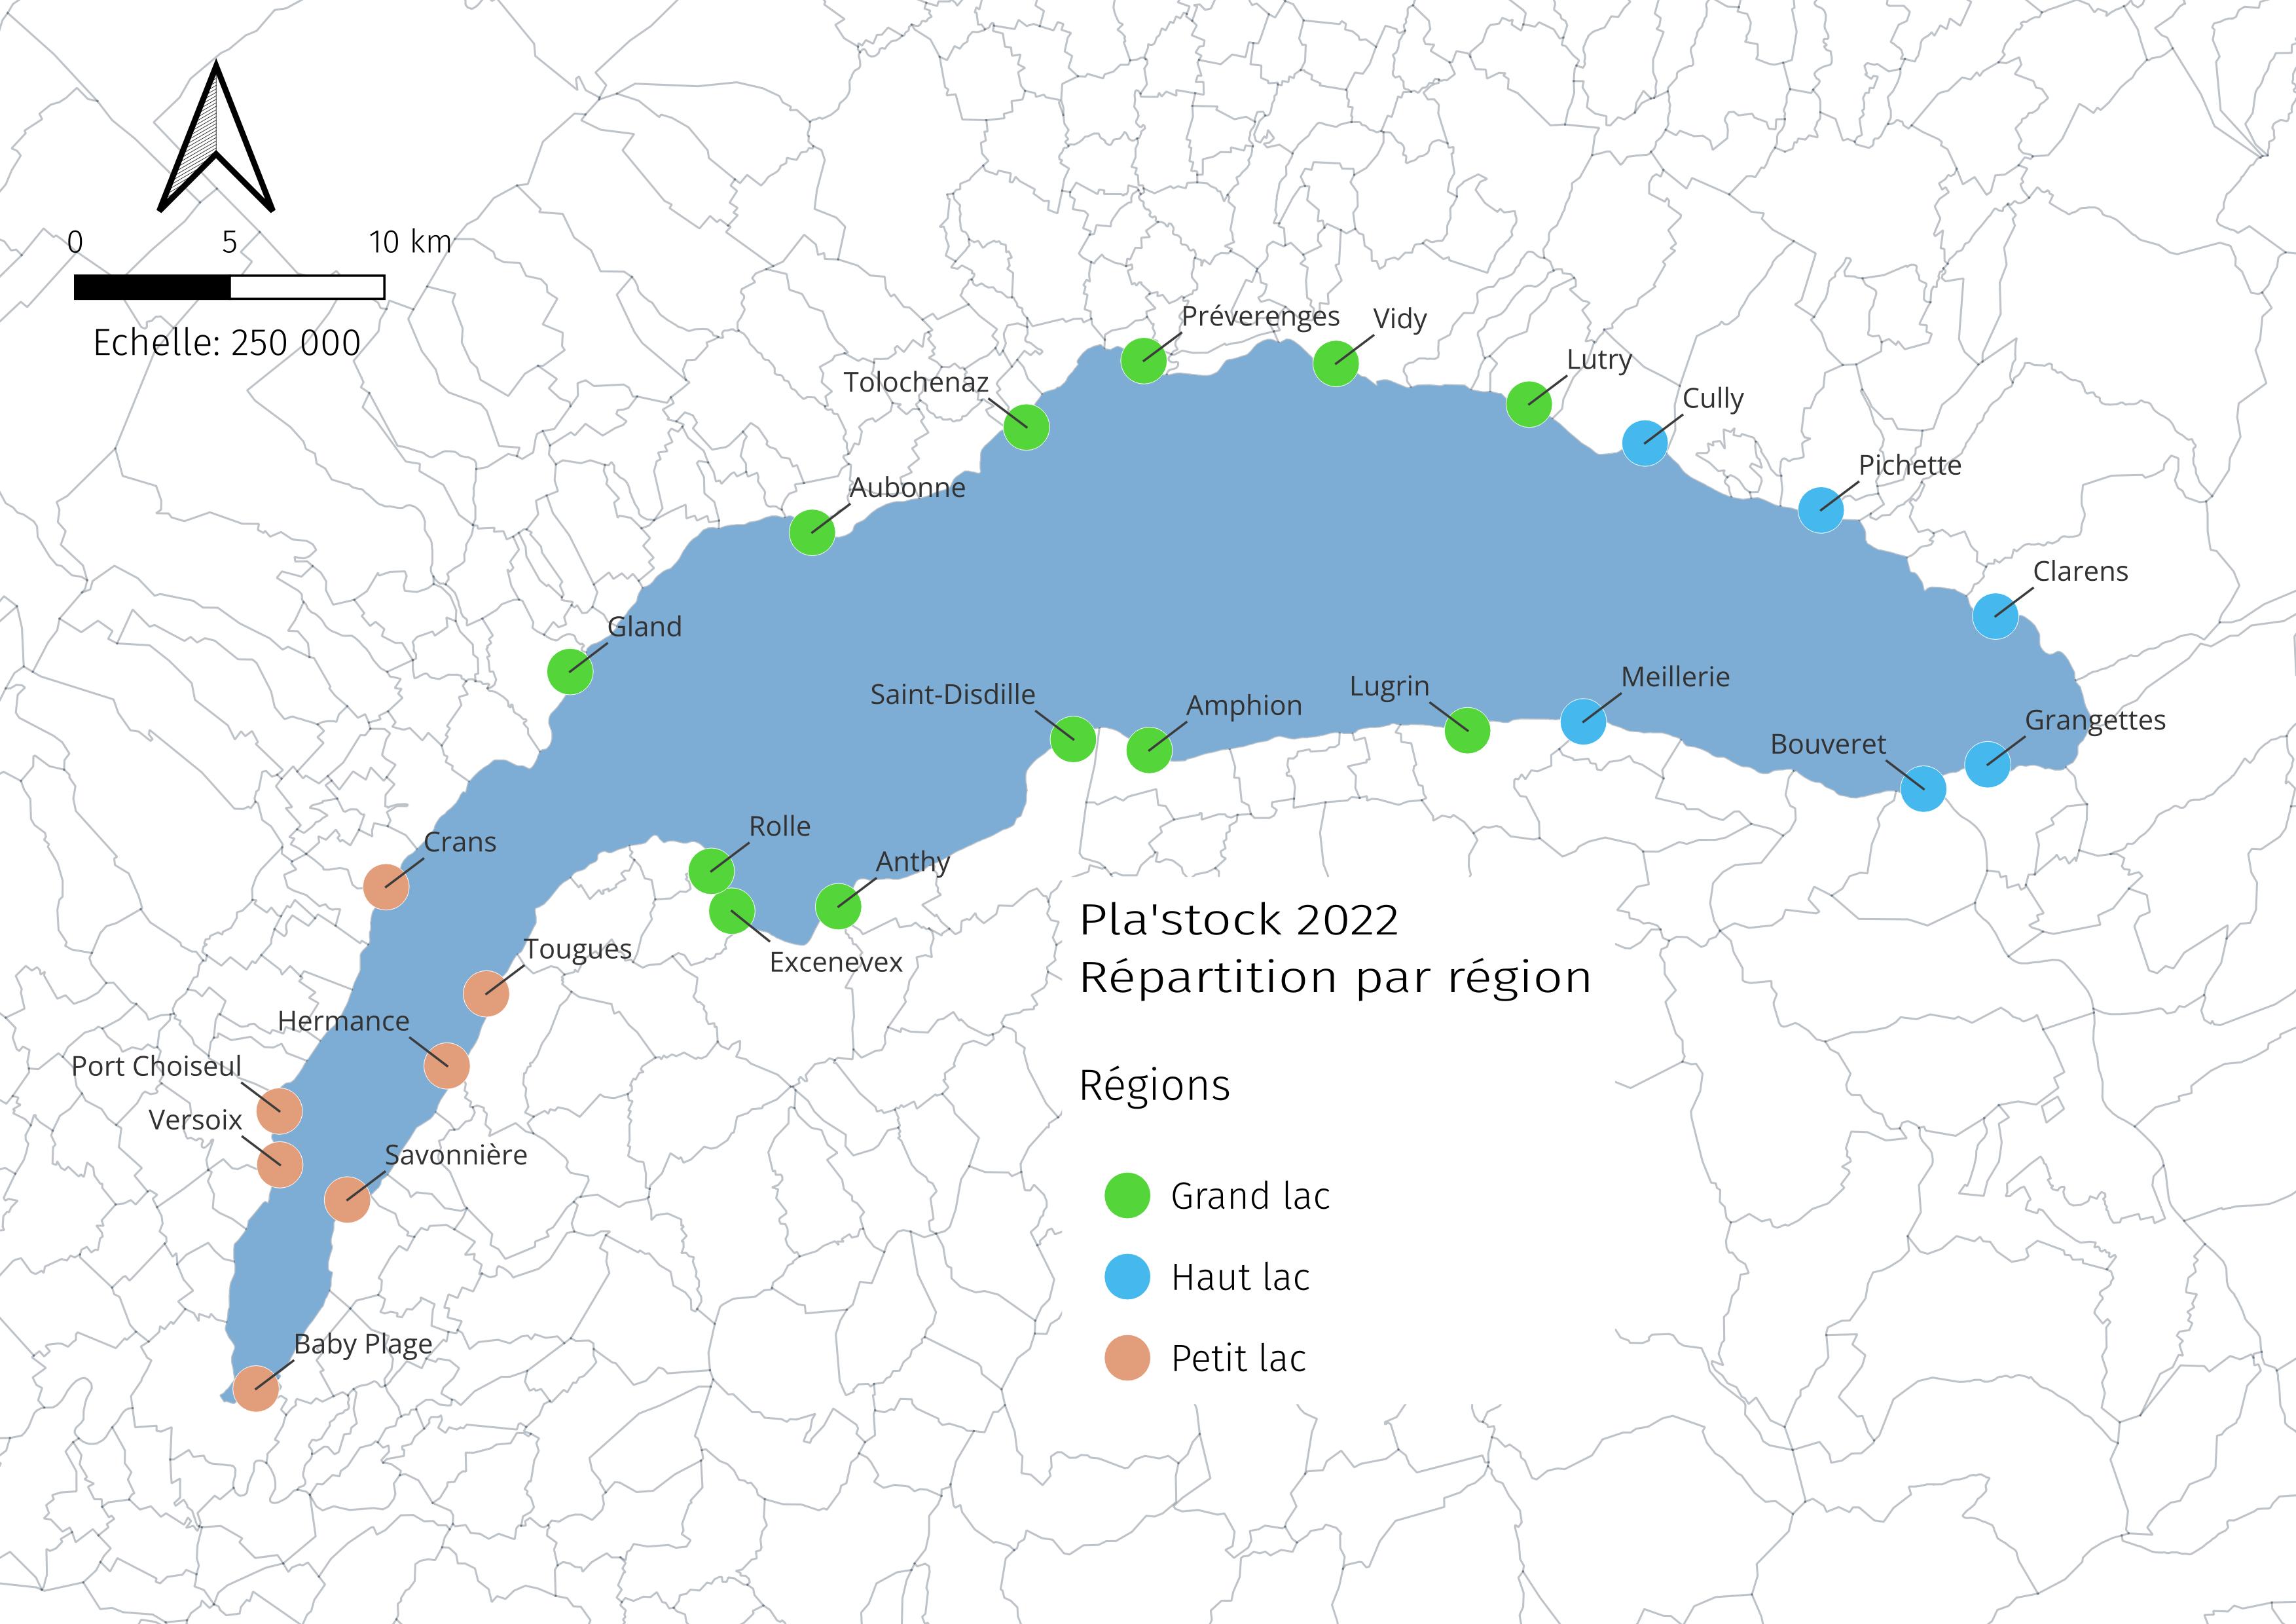 0 5 10 km
Echelle: 250 000
Préverenges
Vidy
Lutry
Tolochenaz
Cully
Pichette
Aubonne
Clarens
Gland
Meillerie
Lugrin
Saint-Disdille
Amphion
Grangettes
Bouveret
Rolle
Crans
Anthy
Tougues
Excenevex
Hermance
Port Choiseul
Versoix
Savonnière
Baby Plage
Pla'stock 2022
Répartition par région
Régions
Grand lac
Haut lac
Petit lac